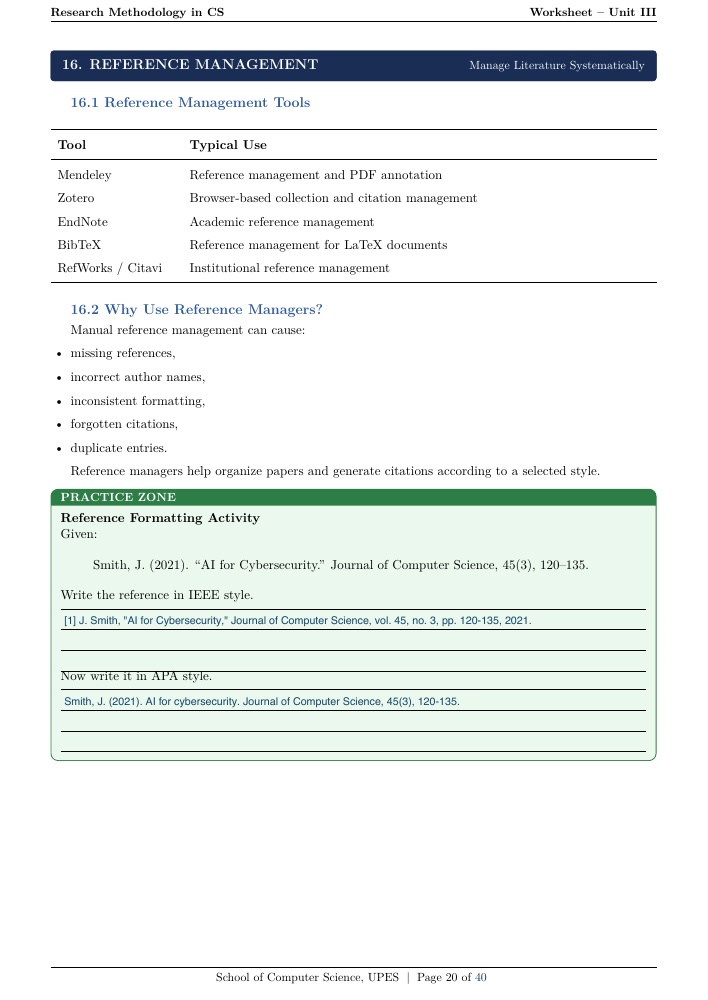 Research Methodology in CS Worksheet – Unit III
16. REFERENCE MANAGEMENT Manage Literature Systematically
16.1 Reference Management Tools
Tool Typical Use
Mendeley Reference management and PDF annotation
Zotero Browser-based collection and citation management
EndNote Academic reference management
BibTeX Reference management for LaTeX documents
RefWorks / Citavi Institutional reference management
16.2 Why Use Reference Managers?
Manual reference management can cause:
• missing references,
• incorrect author names,
• inconsistent formatting,
• forgotten citations,
• duplicate entries.
Reference managers help organize papers and generate citations according to a selected style.
PRACTICE ZONE
Reference Formatting Activity
Given:
Smith, J. (2021). “AI for Cybersecurity.” Journal of Computer Science, 45(3), 120–135.
Write the reference in IEEE style.
[1] J. Smith, "AI for Cybersecurity," Journal of Computer Science, vol. 45, no. 3, pp. 120-135, 2021.
Now write it in APA style.
Smith, J. (2021). AI for cybersecurity. Journal of Computer Science, 45(3), 120-135.
School of Computer Science, UPES | Page 20 of 40